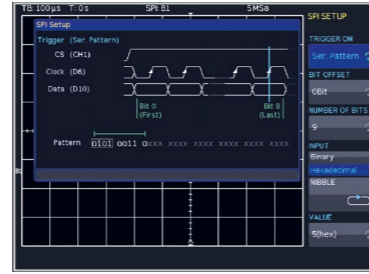 TB:100µs T:0s SPI B1 5MSa
SPI Setup
SPI SETUP
Trigger (Ser. Pattern)
TRIGGER ON
CS (CH1)
Ser. Pattern
Clock (D6)
BIT OFFSET
Data (D10)
0Bit
Bit 0
(First)
Bit 8
(Last)
NUMBER OF BITS
9
Pattern 0101 0011 0xxx xxxx xxxx xxxx xxxx xxxx
INPUT
Binary
Hexadecimal
NIBBLE
VALUE
5(hex)